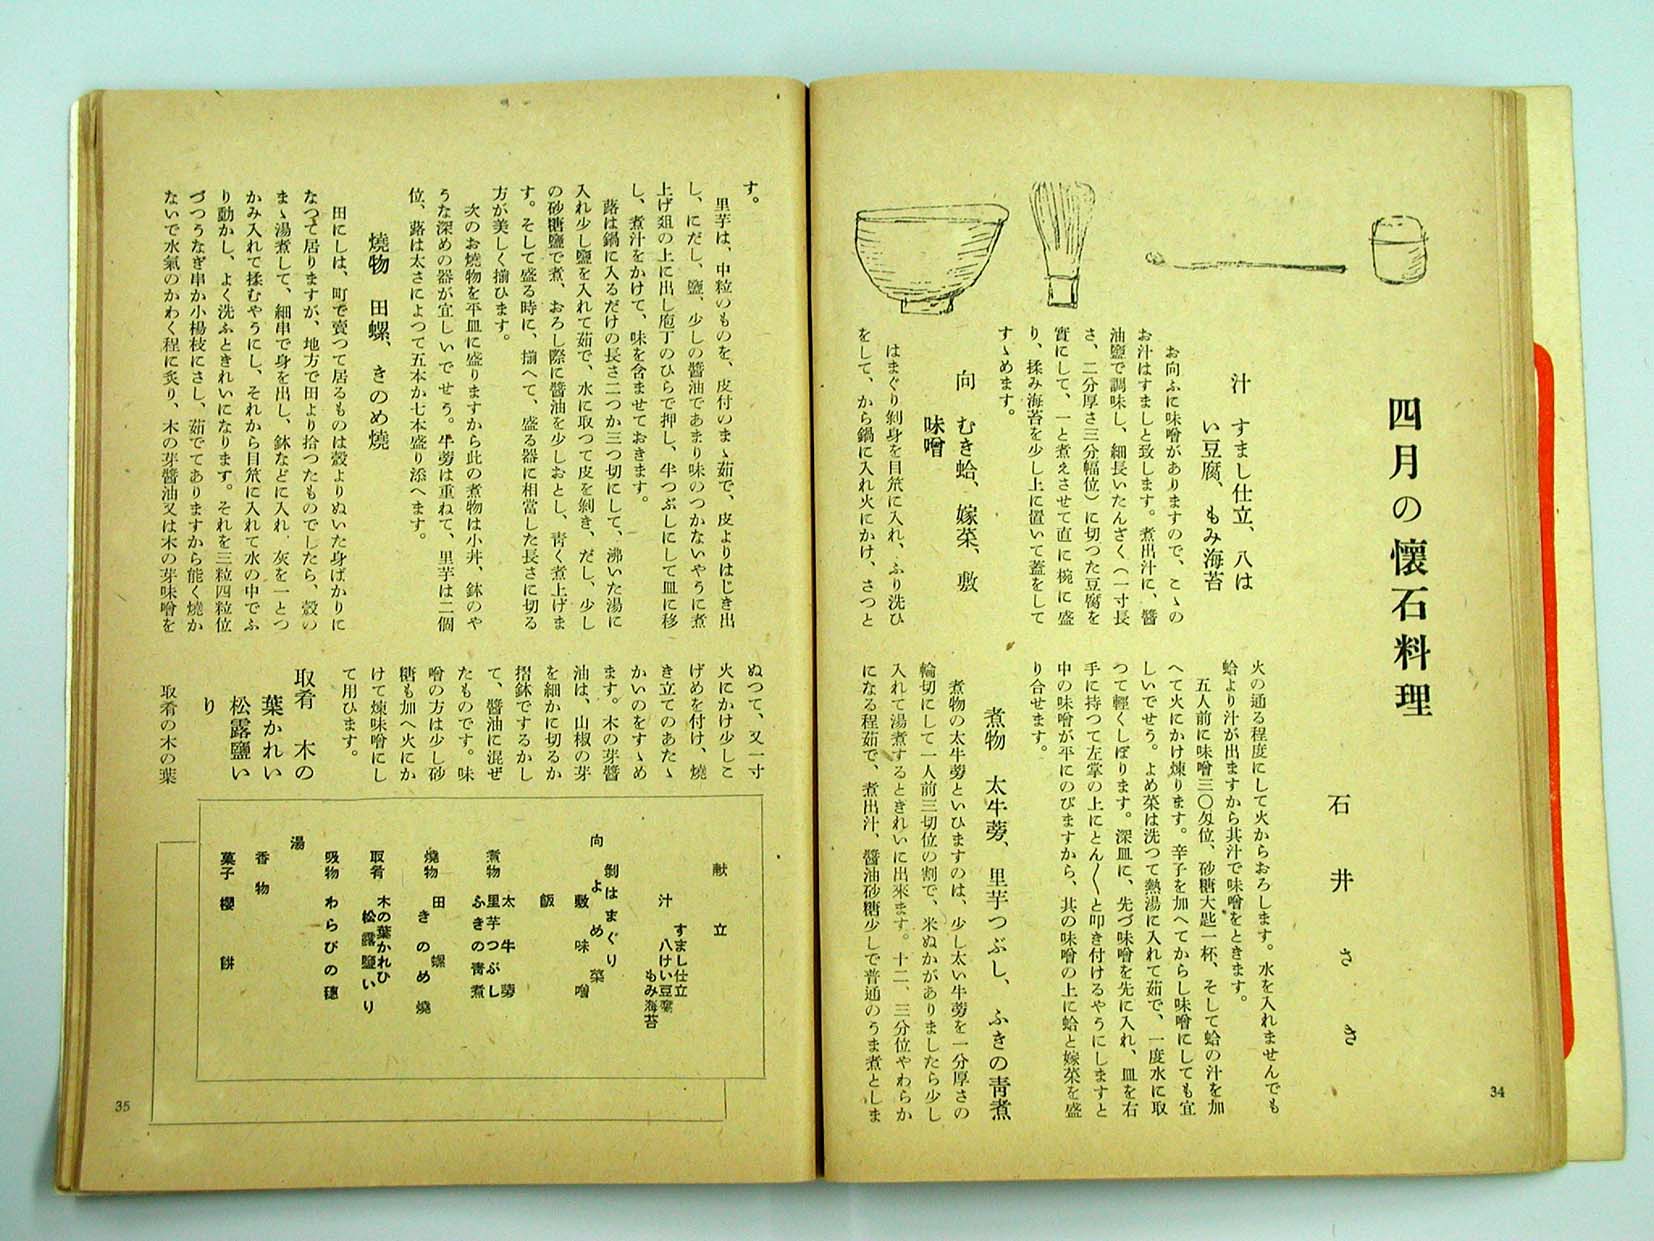 四月の懐石料理
石井さき
汁　すまし仕立、八は
い豆腐、もみ海苔
お向ふに味噌がありますので、こゝの
お汁はすましと致します。煮出汁に、醬
油鹽で調味し、細長いたんざく（一寸長
さ、二分厚さ三分幅位）に切つた豆腐を
實にして、一と煮えさせて直に椀に盛
り、揉み海苔を少し上に置いて蓋をして
すゝめます。
向　むき蛤、嫁菜、敷
味噌
はまぐり剝身を目笊に入れ、ふり洗ひ
をして、から鍋に入れ火にかけ、さつと
火の通る程度にして火からおろします。水を入れませんでも
蛤より汁が出ますから其汁で味噌をときます。
五人前に味噌三〇匁位、砂糖大匙一杯、そして蛤の汁を加
へて火にかけ煉ります。辛子を加へてからし味噌にしても宜
しいでせう。よめ菜は洗つて熱湯に入れて茹で、一度水に取
つて輕くしぼります。深皿に、先づ味噌を先に入れ、皿を右
手に持つて左掌の上にとん〱と叩き付けるやうにしますと
中の味噌が平にのびますから、其の味噌の上に蛤と嫁菜を盛
り合せます。
煮物　太牛蒡、里芋つぶし、ふきの青煮
煮物の太牛蒡といひますのは、少し太い牛蒡を一分厚さの
輪切にして一人前三切位の割で、米ぬかがありましたら少し
入れて湯煮するときれいに出來ます。十二、三分位やわらか
になる程茹で、煮出汁、醬油砂糖少しで普通のうま煮としま
34
す。
里芋は、中粒のものを、皮付のまゝ茹で、皮よりはじき出
し、にだし、鹽、少しの醬油であまり味のつかないやうに煮
上げ俎の上に出し庖丁のひらで押し、半つぶしにして皿に移
し、煮汁をかけて、味を含ませておきます。
蕗は鍋に入るだけの長さ二つか三つ切にして、沸いた湯に
入れ少し鹽を入れて茹で、水に取つて皮を剝き、だし、少し
の砂糖鹽で煮、おろし際に醬油を少しおとし、靑く煮上げま
す。そして盛る時に、揃へて、盛る器に相當した長さに切る
方が美しく揃ひます。
次のお燒物を平皿に盛りますから此の煮物は小丼、鉢のや
うな深めの器が宜しいでせう。牛蒡は重ねて、里芋は二個
位、蕗は太さによつて五本か七本盛り添へます。
燒物　田螺、きのめ燒
田にしは、町で賣つて居るものは殼よりぬいた身ばかりに
なつて居りますが、地方で田より拾つたものでしたら、殼の
まゝ湯煮して、細串で身を出し、鉢などに入れ、灰を一とつ
かみ入れて揉むやうにし、それから目笊に入れて水の中でふ
り動かし、よく洗ふときれいになります。それを三粒四粒位
づつうなぎ串か小楊枝にさし、茹でてありますから能く燒か
ないで水氣のかわく程に炙り、木の芽醬油又は木の芽味噌を
ぬつて、又一寸
火にかけ少しこ
げめを付け、燒
き立てのあたゝ
かいのをすゝめ
ます。木の芽醬
油は、山椒の芽
を細かに切るか
摺鉢でするかし
て、醬油に混ぜ
たものです。味
噌の方は少し砂
糖も加へ火にか
けて煉味噌にし
て用ひます。
取肴　木の
葉かれい
松露鹽い
り
取肴の木の葉
献立
汁
すまし仕立
八はい豆腐
もみ海苔
向
剝はまぐり
よめ菜
敷味噌
飯
煮物
太牛蒡
里芋つぶし
ふきの靑煮
燒物
田螺
きのめ燒
取肴
木の葉かれひ
松露鹽いり
吸物　わらびの穗
湯
香物
菓子　櫻餅
35